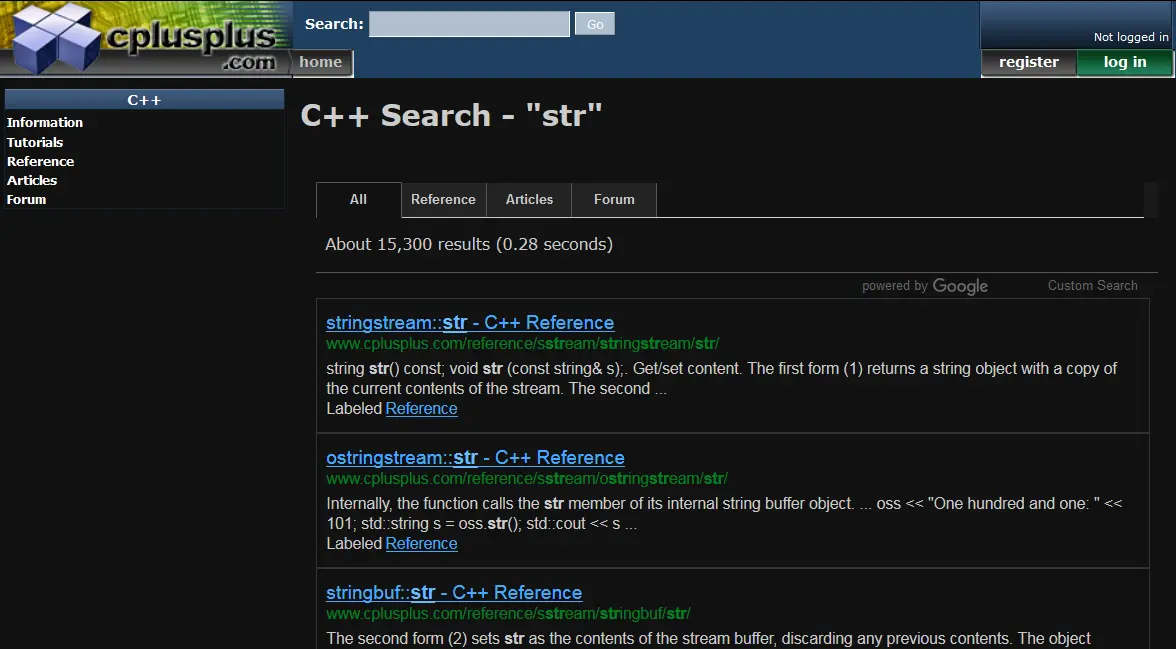 cplusplus
.com
Search:
Go
Not logged in
home
register
log in
C++
Information
Tutorials
Reference
Articles
Forum
C++ Search - "str"
All
Reference
Articles
Forum
About 15,300 results (0.28 seconds)
powered by Google
Custom Search
stringstream::str - C++ Reference
www.cplusplus.com/reference/sstream/stringstream/str/
string str() const; void str (const string& s);. Get/set content. The first form (1) returns a string object with a copy of
the current contents of the stream. The second ...
Labeled Reference
ostringstream::str - C++ Reference
www.cplusplus.com/reference/sstream/ostringstream/str/
Internally, the function calls the str member of its internal string buffer object. ... oss << "One hundred and one: " <<
101; std::string s = oss.str(); std::cout << s ...
Labeled Reference
stringbuf::str - C++ Reference
www.cplusplus.com/reference/sstream/stringbuf/str/
The second form (2) sets str as the contents of the stream buffer, discarding any previous contents. The object